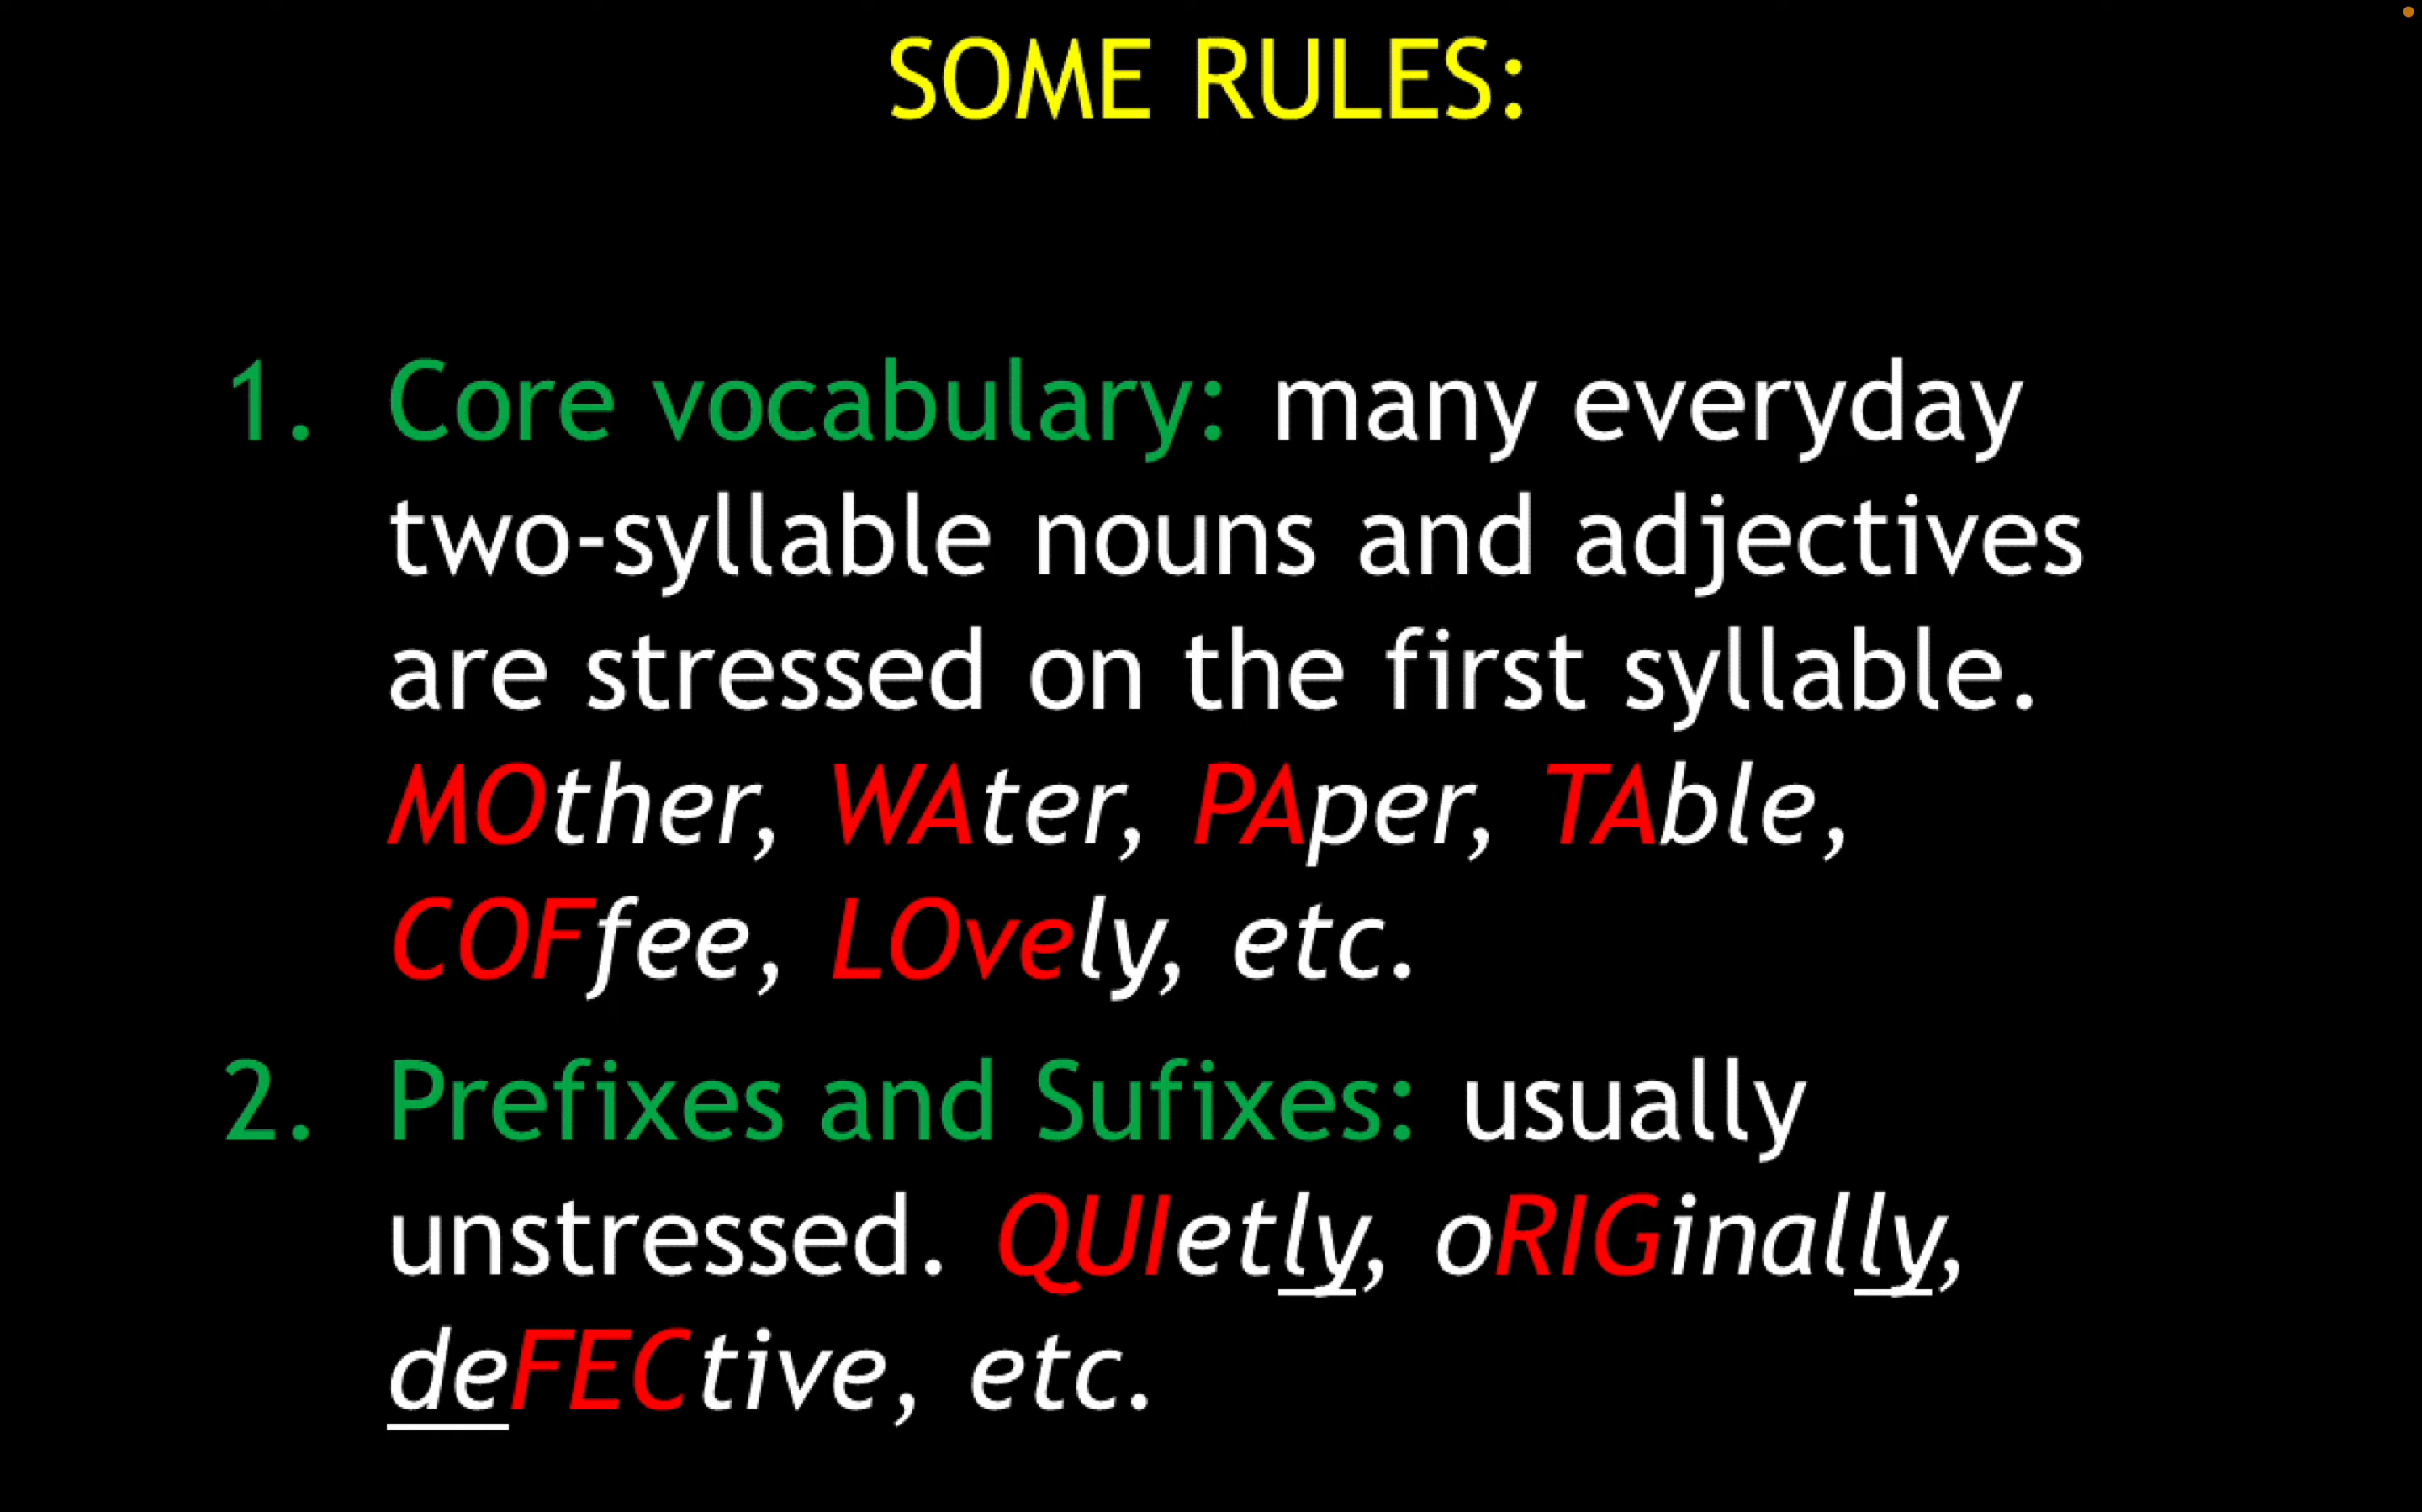 SOME RULES:
1. Core vocabulary: many everyday
two-syllable nouns and adjectives
are stressed on the first syllable.
MOther, WAter, PAper, TAble,
COFfee, LOvely, etc.
2. Prefixes and Sufixes: usually
unstressed. QUIetly, oRIGinally,
deFECtive, etc.